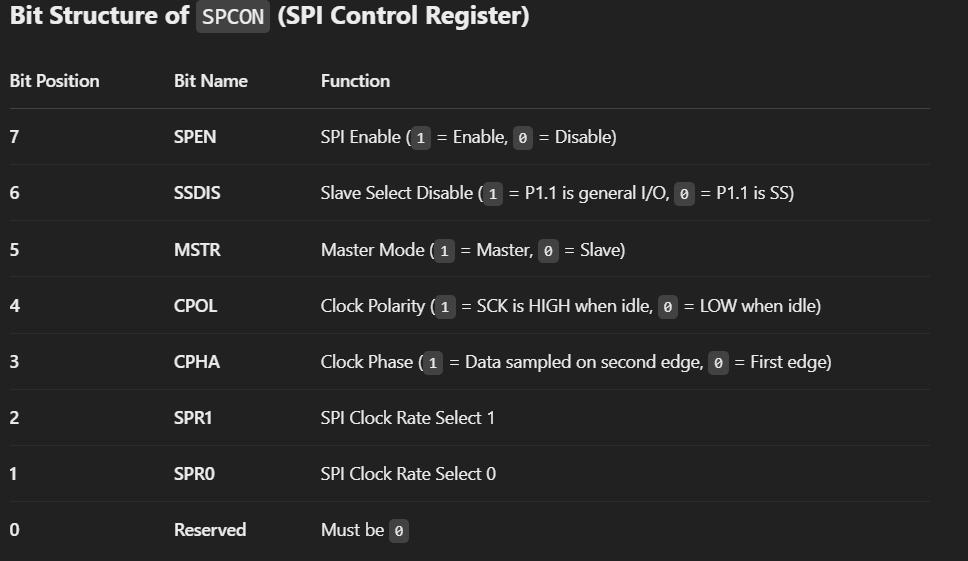 Bit Structure of SPCON (SPI Control Register)
Bit Position Bit Name Function
7 SPEN SPI Enable (1 = Enable, 0 = Disable)
6 SSDIS Slave Select Disable (1 = P1.1 is general I/O, 0 = P1.1 is SS)
5 MSTR Master Mode (1 = Master, 0 = Slave)
4 CPOL Clock Polarity (1 = SCK is HIGH when idle, 0 = LOW when idle)
3 CPHA Clock Phase (1 = Data sampled on second edge, 0 = First edge)
2 SPR1 SPI Clock Rate Select 1
1 SPR0 SPI Clock Rate Select 0
0 Reserved Must be 0